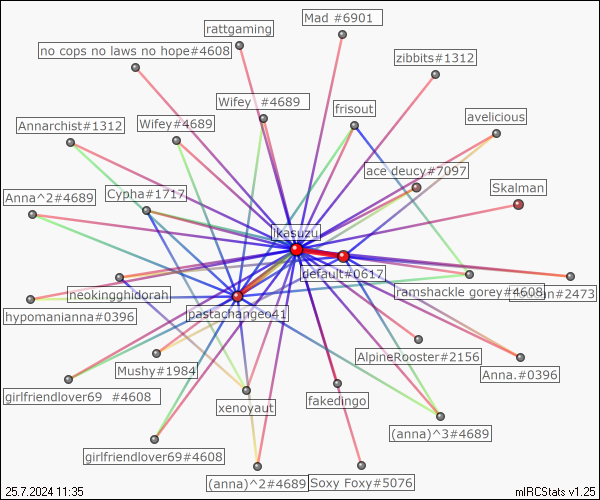 Mad #6901
rattgaming
no cops no laws no hope#4608
zibbits#1312
Wifey #4689
frisout
avelicious
Annarchist#1312
Wifey#4689
ace deucy#7097
Skalman
Anna^2#4689
Cypha#1717
ikasuzu
default#0617
neokingghidorah
ramshackle gorey#4608
#2473
pastachangeo41
hypomanianna#0396
AlpineRooster#2156
Mushy#1984
Anna.#0396
girlfriendlover69 #4608
xenoyaut
fakedingo
(anna)^3#4689
girlfriendlover69#4608
(anna)^2#4689
Soxy Foxy#5076
25.7.2024 11:35
mIRCStats v1.25